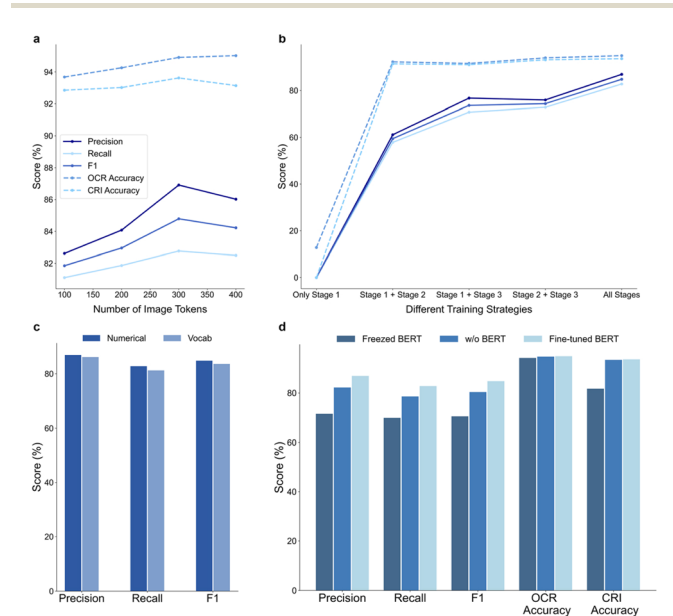 a
94
92
90
88
86
84
82
Score (%)
Precision
Recall
F1
OCR Accuracy
CRI Accuracy
100 150 200 250 300 350 400
Number of Image Tokens
b
80
60
40
20
0
Score (%)
Only Stage 1 Stage 1 + Stage 2 Stage 1 + Stage 3 Stage 2 + Stage 3 All Stages
Different Training Strategies
c
Numerical Vocab
80
60
40
20
0
Score (%)
Precision Recall F1
d
Freezed BERT w/o BERT Fine-tuned BERT
80
60
40
20
0
Score (%)
Precision Recall F1 OCR Accuracy CRI Accuracy